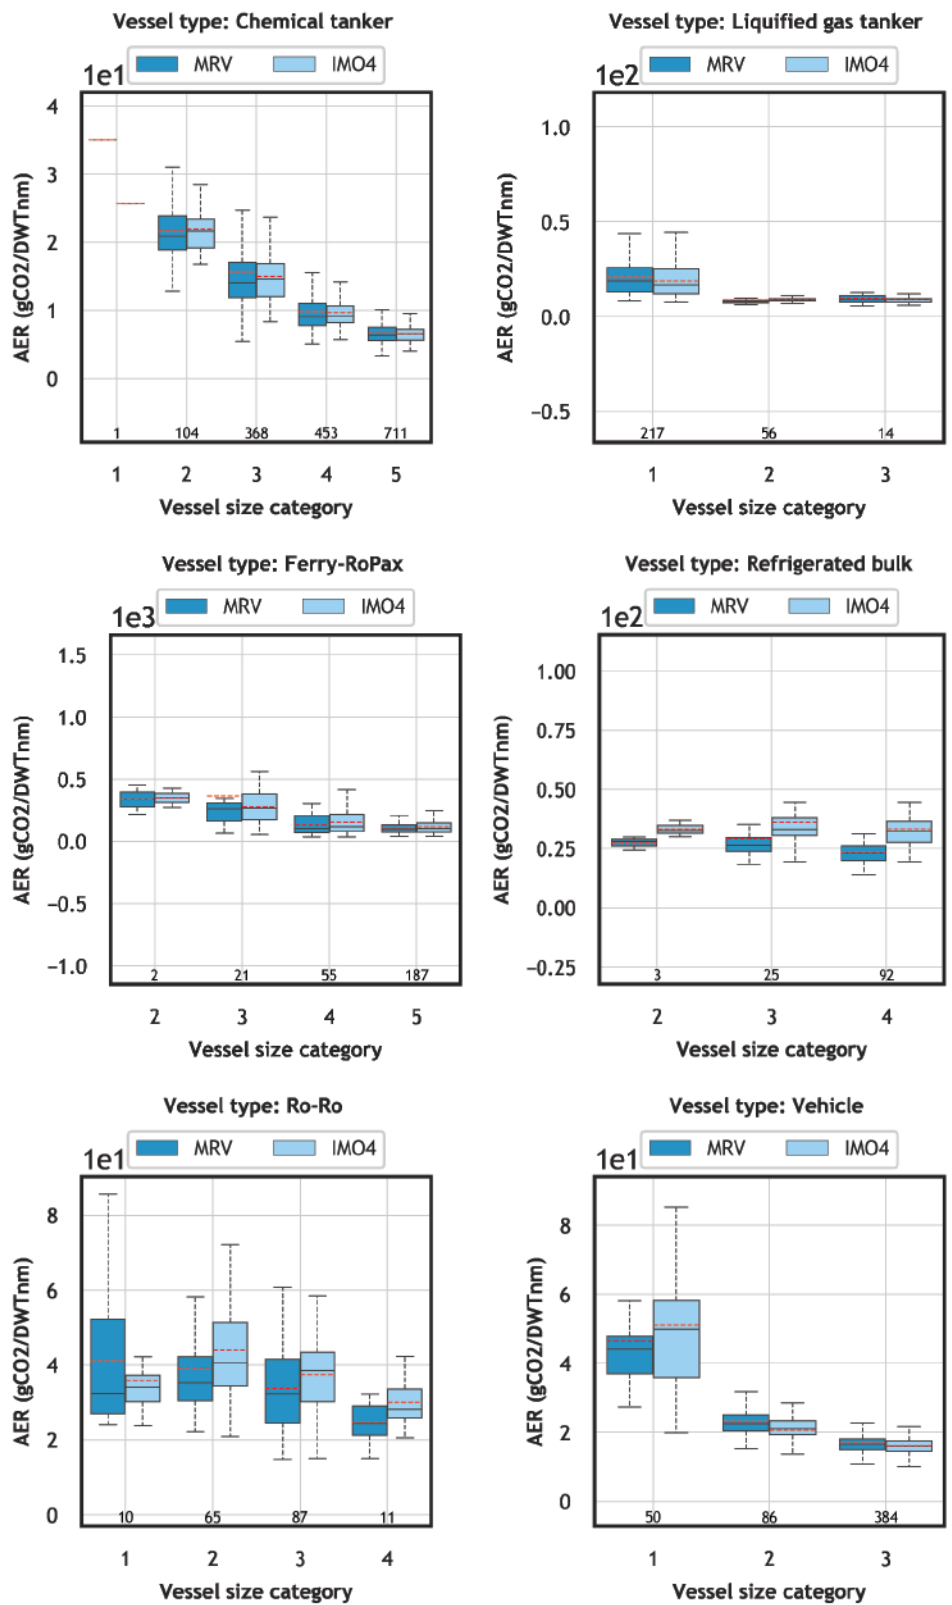 Vessel type: Chemical tanker
MRV IMO4
1e1
4
3
2
1
0
AER (gCO2/DWTnm)
1 104 368 453 711
1 2 3 4 5
Vessel size category
Vessel type: Liquified gas tanker
MRV IMO4
1e2
1.0
0.5
0.0
−0.5
AER (gCO2/DWTnm)
217 56 14
1 2 3
Vessel size category
Vessel type: Ferry-RoPax
MRV IMO4
1e3
1.5
1.0
0.5
0.0
−0.5
−1.0
AER (gCO2/DWTnm)
2 21 55 187
2 3 4 5
Vessel size category
Vessel type: Refrigerated bulk
MRV IMO4
1e2
1.00
0.75
0.50
0.25
0.00
−0.25
AER (gCO2/DWTnm)
3 25 92
2 3 4
Vessel size category
Vessel type: Ro-Ro
MRV IMO4
1e1
8
6
4
2
0
AER (gCO2/DWTnm)
10 65 87 11
1 2 3 4
Vessel size category
Vessel type: Vehicle
MRV IMO4
1e1
8
6
4
2
0
AER (gCO2/DWTnm)
50 86 384
1 2 3
Vessel size category